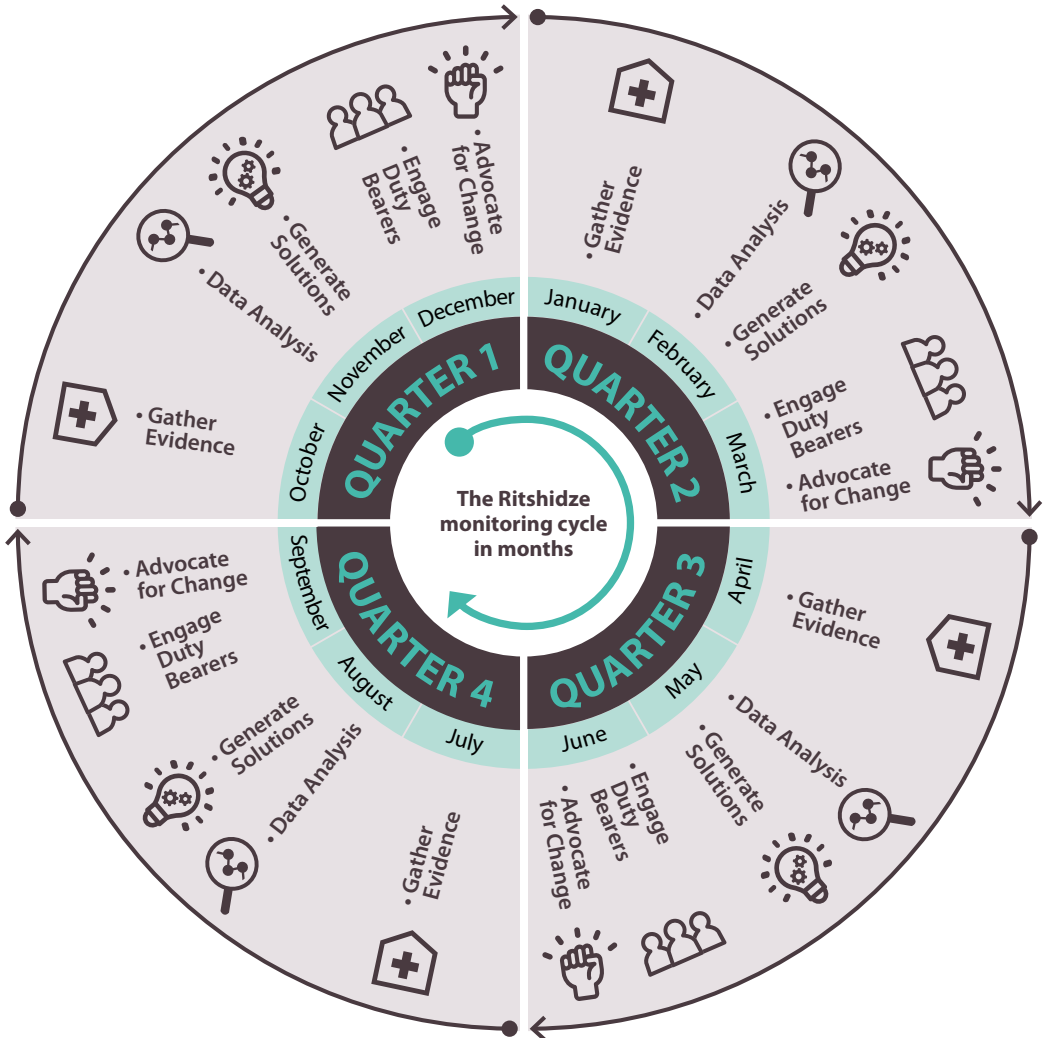 The Ritshidze
monitoring cycle
in months
QUARTER 1
October
November
December
• Gather
Evidence
• Data Analysis
• Generate
Solutions
• Engage
Duty
Bearers
• Advocate
for Change
QUARTER 2
January
February
March
• Gather
Evidence
• Data Analysis
• Generate
Solutions
• Engage
Duty
Bearers
• Advocate
for Change
QUARTER 3
April
May
June
• Gather
Evidence
• Data Analysis
• Generate
Solutions
• Engage
Duty
Bearers
• Advocate
for Change
QUARTER 4
July
August
September
• Gather
Evidence
• Data Analysis
• Generate
Solutions
• Engage
Duty
Bearers
• Advocate
for Change